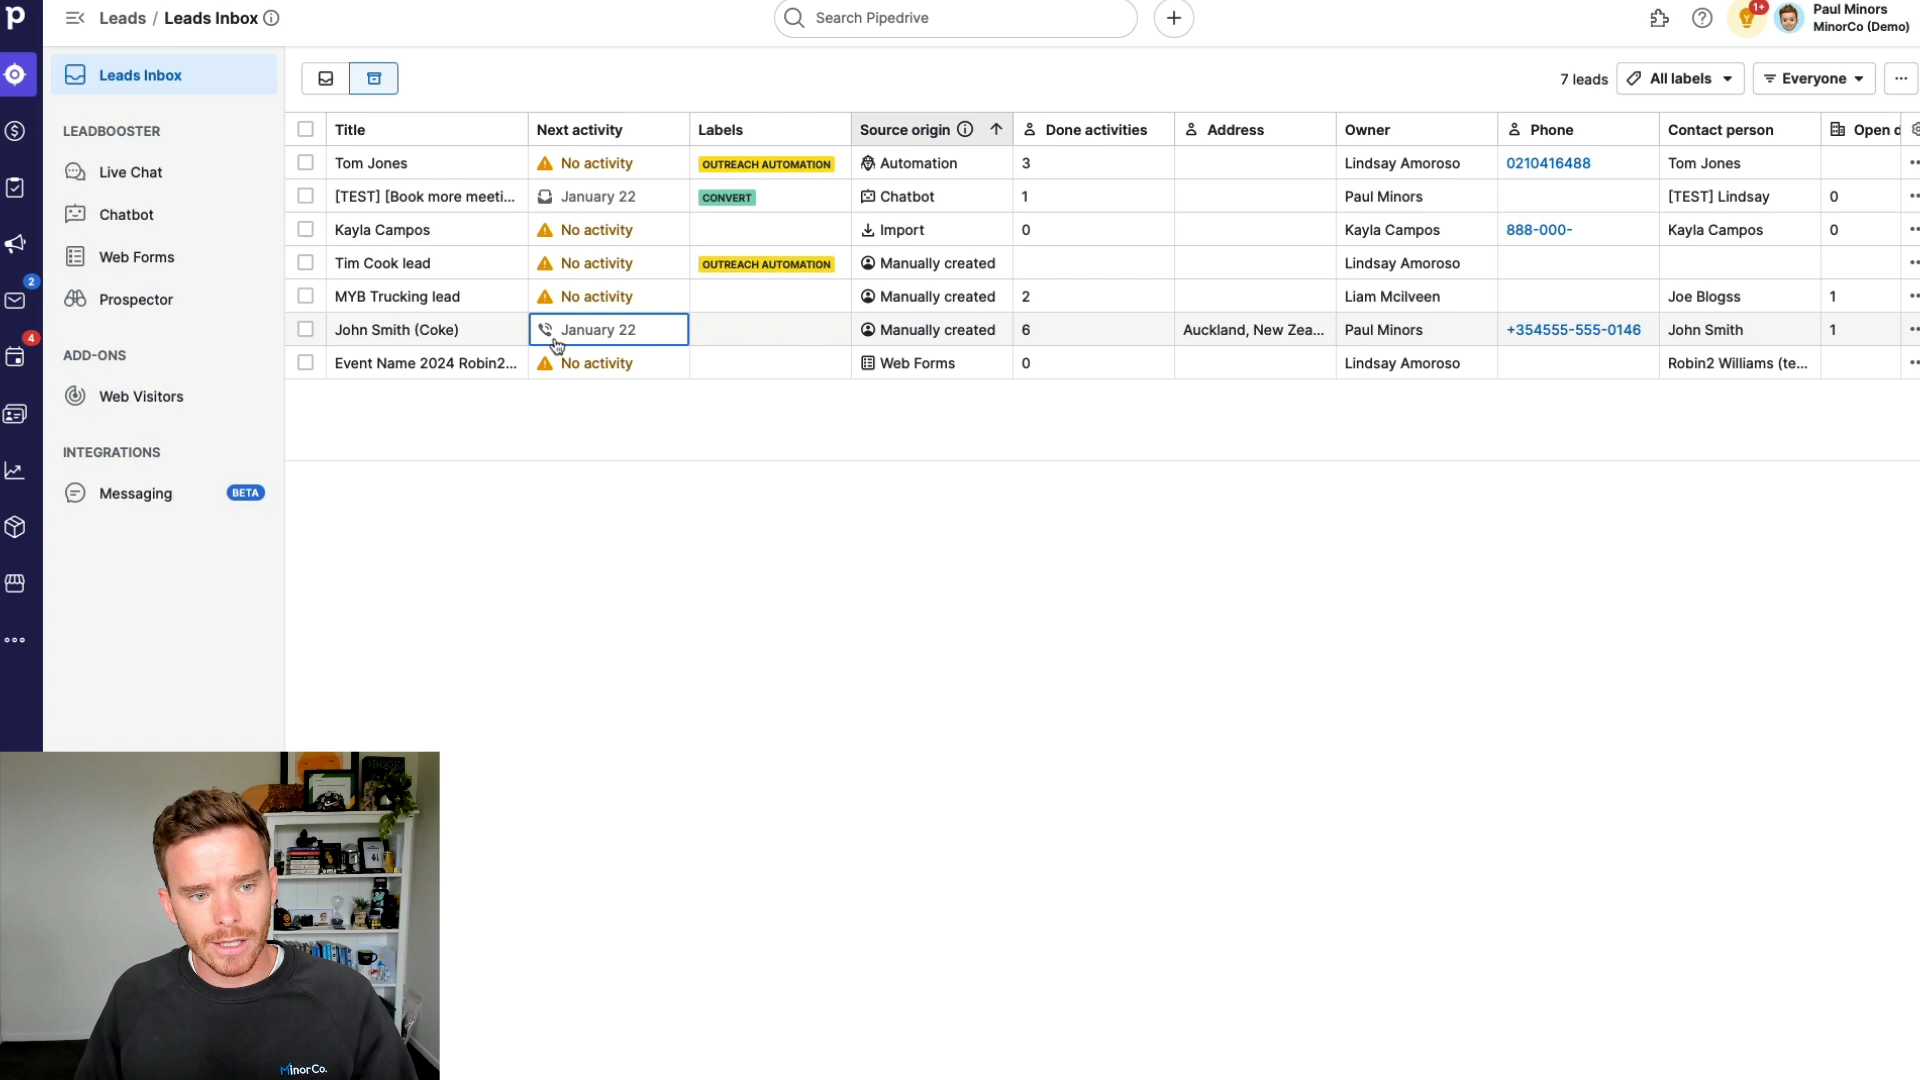 Leads / Leads Inbox
Search Pipedrive
1+
Paul Minors
MinorCo (Demo)
Leads Inbox
7 leads
All labels
Everyone
LEADBOOSTER
Live Chat
Chatbot
Web Forms
Prospector
ADD-ONS
Web Visitors
INTEGRATIONS
Messaging BETA
2
4
Title Next activity Labels Source origin Done activities Address Owner Phone Contact person Open d
Tom Jones No activity OUTREACH AUTOMATION Automation 3 Lindsay Amoroso 0210416488 Tom Jones
[TEST] [Book more meeti... January 22 CONVERT Chatbot 1 Paul Minors [TEST] Lindsay 0
Kayla Campos No activity Import 0 Kayla Campos 888-000- Kayla Campos 0
Tim Cook lead No activity OUTREACH AUTOMATION Manually created Lindsay Amoroso
MYB Trucking lead No activity Manually created 2 Liam Mcilveen Joe Blogss 1
John Smith (Coke) January 22 Manually created 6 Auckland, New Zea... Paul Minors +354555-555-0146 John Smith 1
Event Name 2024 Robin2... No activity Web Forms 0 Lindsay Amoroso Robin2 Williams (te...
MinorCo.